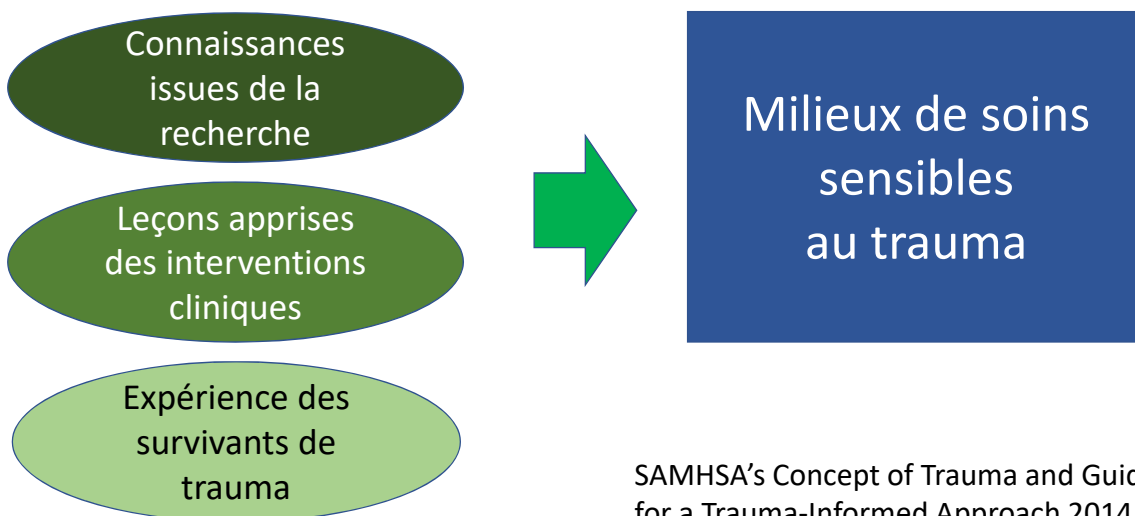 Connaissances
issues de la
recherche
Leçons apprises
des interventions
cliniques
Expérience des
survivants de
trauma
Milieux de soins
sensibles
au trauma
SAMHSA's Concept of Trauma and Guid
for a Trauma-Informed Approach 2014